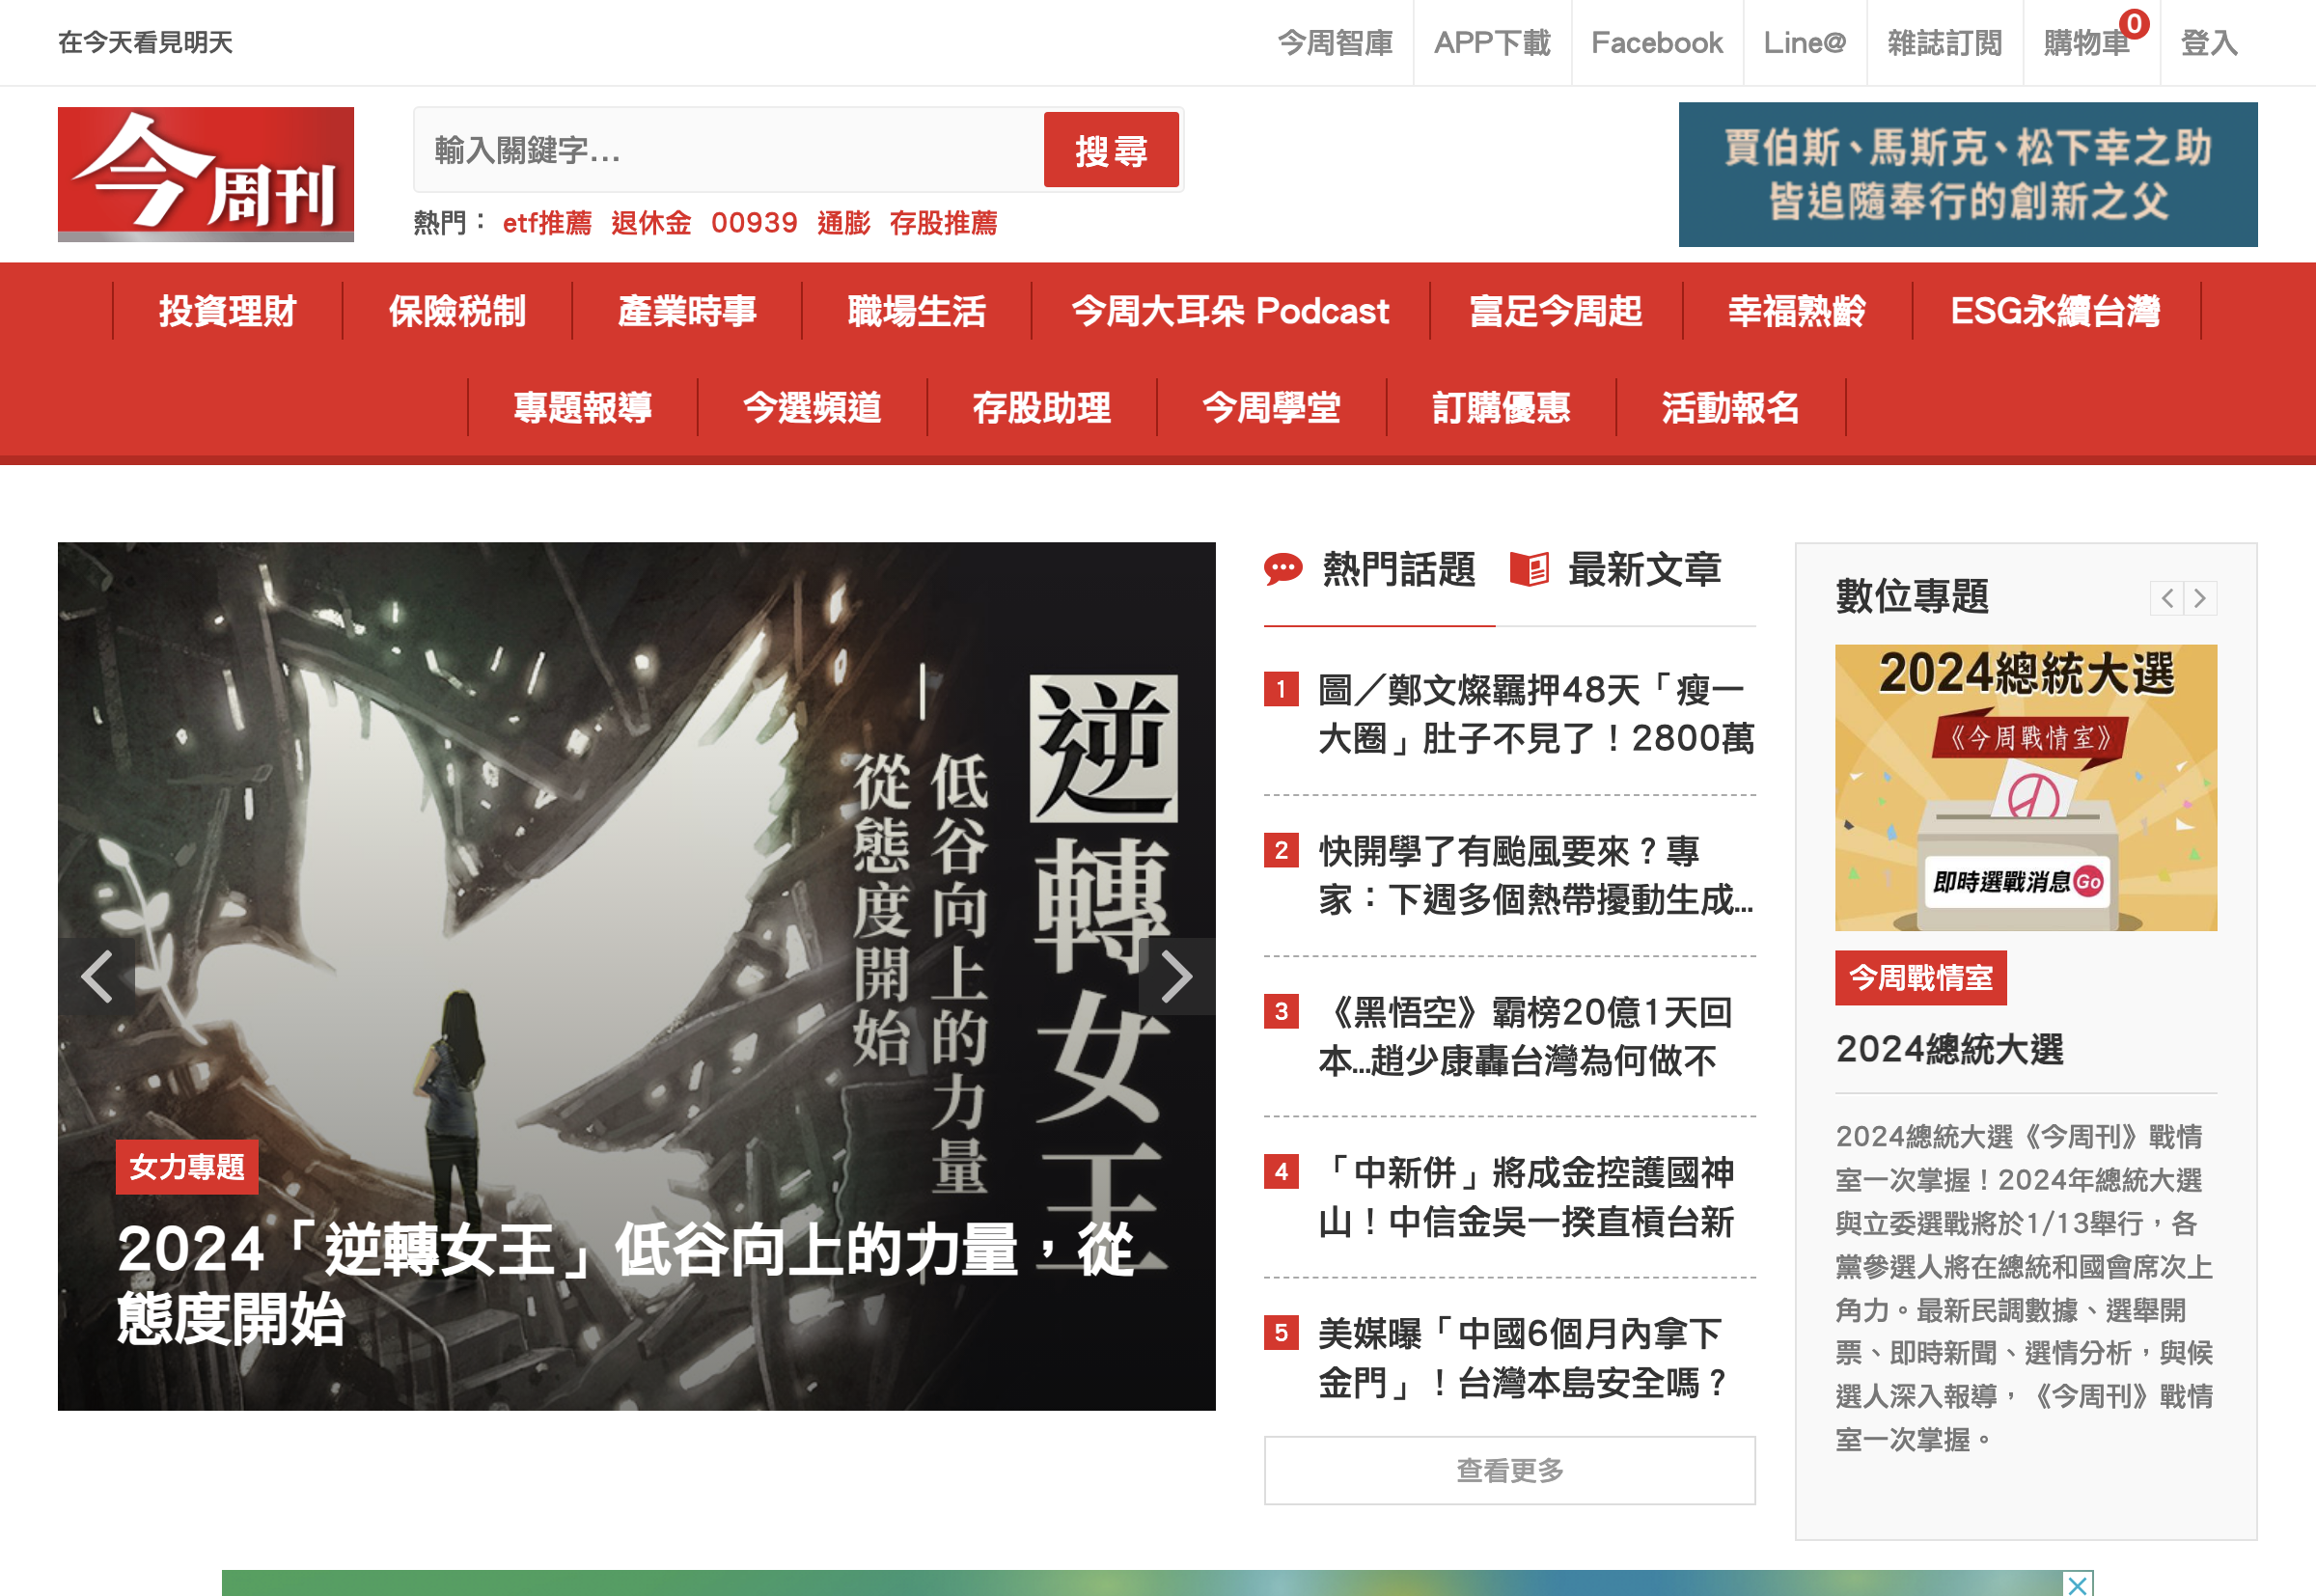 在今天看見明天
今周智庫
APP下載
Facebook
Line@
雜誌訂閱
購物車
0
登入
今周刊
輸入關鍵字...
搜尋
熱門： etf推薦 退休金 00939 通膨 存股推薦
賈伯斯、馬斯克、松下幸之助
皆追隨奉行的創新之父
投資理財
保險稅制
產業時事
職場生活
今周大耳朵 Podcast
富足今周起
幸福熟齡
ESG永續台灣
專題報導
今選頻道
存股助理
今周學堂
訂購優惠
活動報名
逆轉女王
低谷向上的力量
從態度開始
女力專題
2024「逆轉女王」低谷向上的力量，從
態度開始
熱門話題
最新文章
1
圖／鄭文燦羈押48天「瘦一
大圈」肚子不見了！2800萬
2
快開學了有颱風要來？專
家：下週多個熱帶擾動生成...
3
《黑悟空》霸榜20億1天回
本...趙少康轟台灣為何做不
4
「中新併」將成金控護國神
山！中信金吳一揆直槓台新
5
美媒曝「中國6個月內拿下
金門」！台灣本島安全嗎？
查看更多
數位專題
2024總統大選
《今周戰情室》
即時選戰消息Go
今周戰情室
2024總統大選
2024總統大選《今周刊》戰情
室一次掌握！2024年總統大選
與立委選戰將於1/13舉行，各
黨參選人將在總統和國會席次上
角力。最新民調數據、選舉開
票、即時新聞、選情分析，與候
選人深入報導，《今周刊》戰情
室一次掌握。